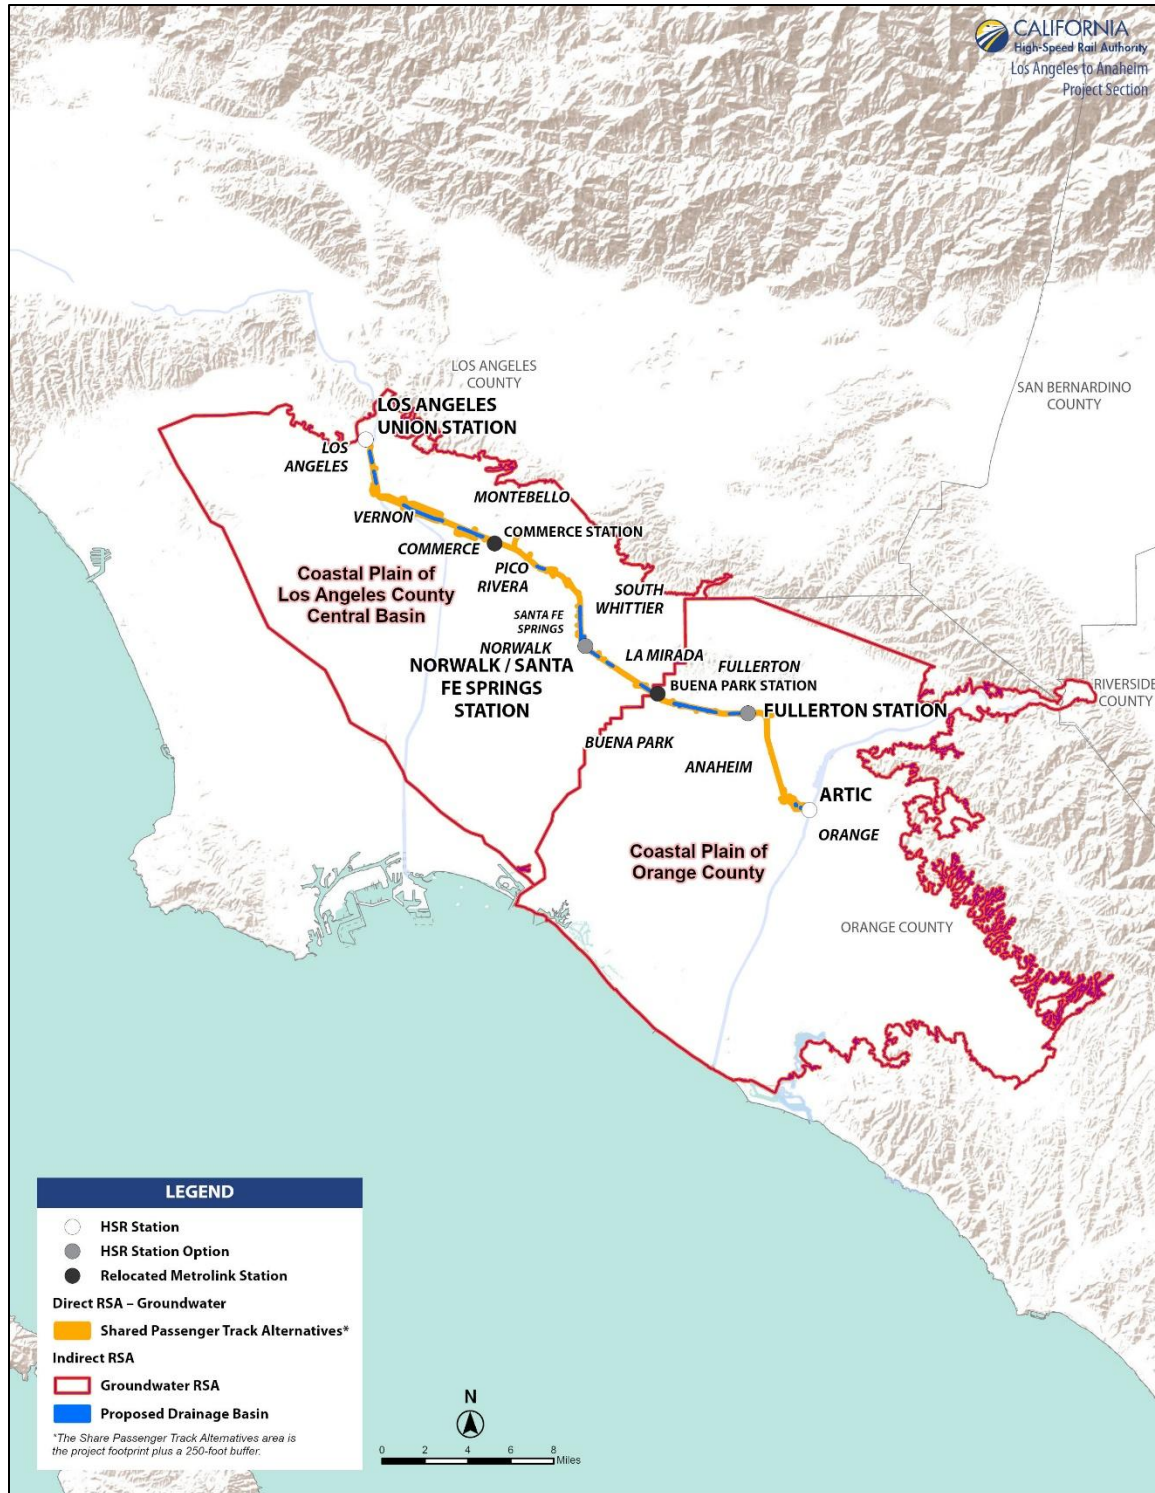 CALIFORNIA
High-Speed Rail Authority
Los Angeles to Anaheim
Project Section
LOS ANGELES
COUNTY
SAN BERNARDINO
COUNTY
LOS ANGELES
UNION STATION
LOS
ANGELES
MONTEBELLO
VERNON
COMMERCE STATION
COMMERCE
PICO
RIVERA
Coastal Plain of
Los Angeles County
Central Basin
SOUTH
WHITTIER
SANTA FE
SPRINGS
NORWALK
LA MIRADA
FULLERTON
NORWALK / SANTA
FE SPRINGS
STATION
BUENA PARK STATION
RIVERSIDE
COUNTY
FULLERTON STATION
BUENA PARK
ANAHEIM
ARTIC
ORANGE
Coastal Plain of
Orange County
ORANGE COUNTY
LEGEND
HSR Station
HSR Station Option
Relocated Metrolink Station
Direct RSA – Groundwater
Shared Passenger Track Alternatives*
Indirect RSA
Groundwater RSA
Proposed Drainage Basin
*The Share Passenger Track Alternatives area is
the project footprint plus a 250-foot buffer.
N
0 2 4 6 8
Miles